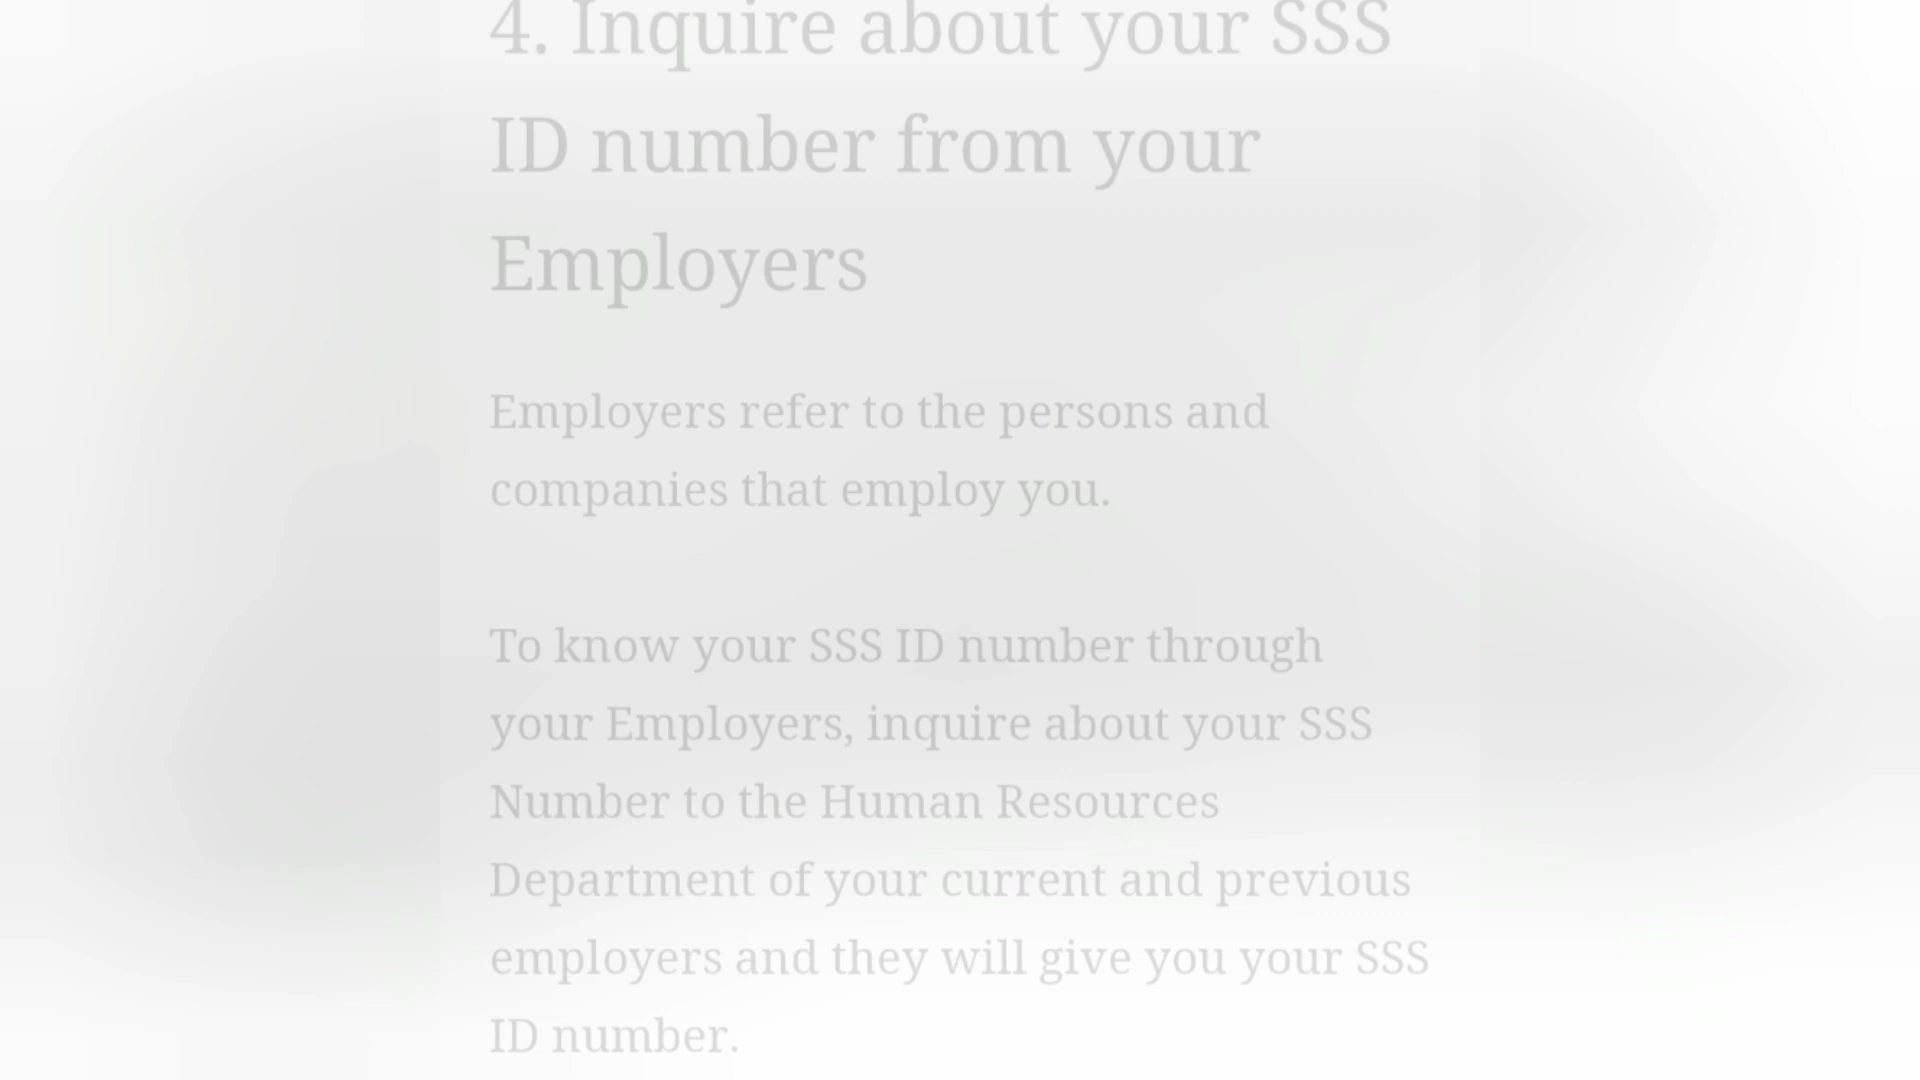 4. Inquire about your SSS
ID number from your
Employers
Employers refer to the persons and
companies that employ you.
To know your SSS ID number through
your Employers, inquire about your SSS
Number to the Human Resources
Department of your current and previous
employers and they will give you your SSS
ID number.